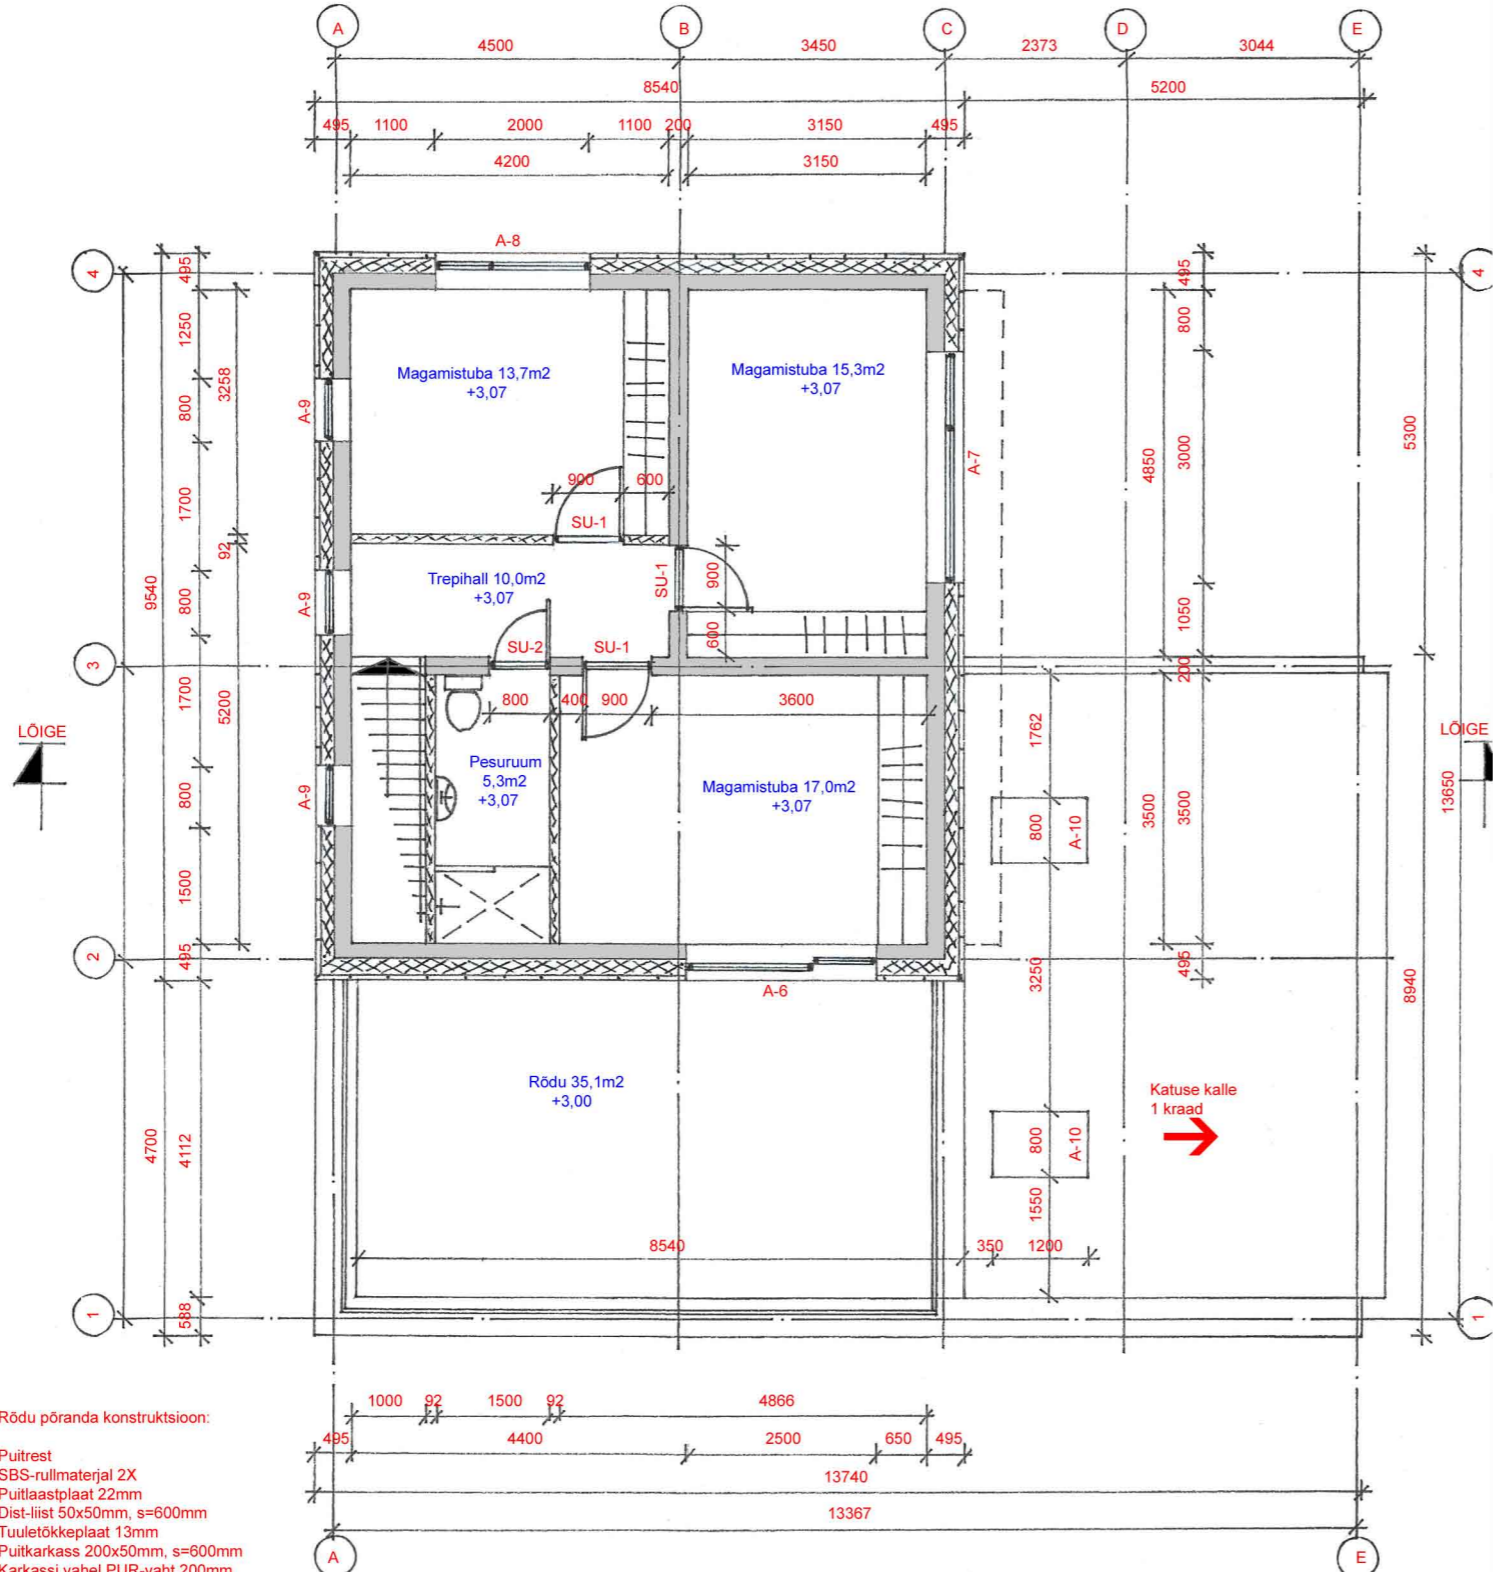 A
B
C
D
E
4500
3450
2373
3044
8540
5200
495
1100
2000
1100
200
3150
495
4200
3150
A-8
4
4
495
1250
800
3258
1700
92
9540
800
1700
5200
800
1500
495
4700
4112
588
A-9
A-9
A-9
Magamistuba 13,7m2
+3,07
Magamistuba 15,3m2
+3,07
900
600
SU-1
Trepihall 10,0m2
+3,07
SU-1
900
600
SU-2
SU-1
A-7
495
800
4850
3000
1050
200
5300
3
LÕIGE
LÕIGE
800
400
900
3600
Pesuruum
5,3m2
+3,07
Magamistuba 17,0m2
+3,07
1762
800
A-10
3500
3500
13650
2
A-6
495
3250
8940
Rõdu 35,1m2
+3,00
Katuse kalle
1 kraad
800
A-10
1550
8540
350
1200
1
1
1000
92
1500
92
4866
495
4400
2500
650
495
13740
13367
A
E
Rõdu põranda konstruktsioon:
Puitrest
SBS-rullmaterjal 2X
Puitlaastplaat 22mm
Dist-liist 50x50mm, s=600mm
Tuuletõkkeplaat 13mm
Puitkarkass 200x50mm, s=600mm
Karkassi vahel PUR-vaht 200mm